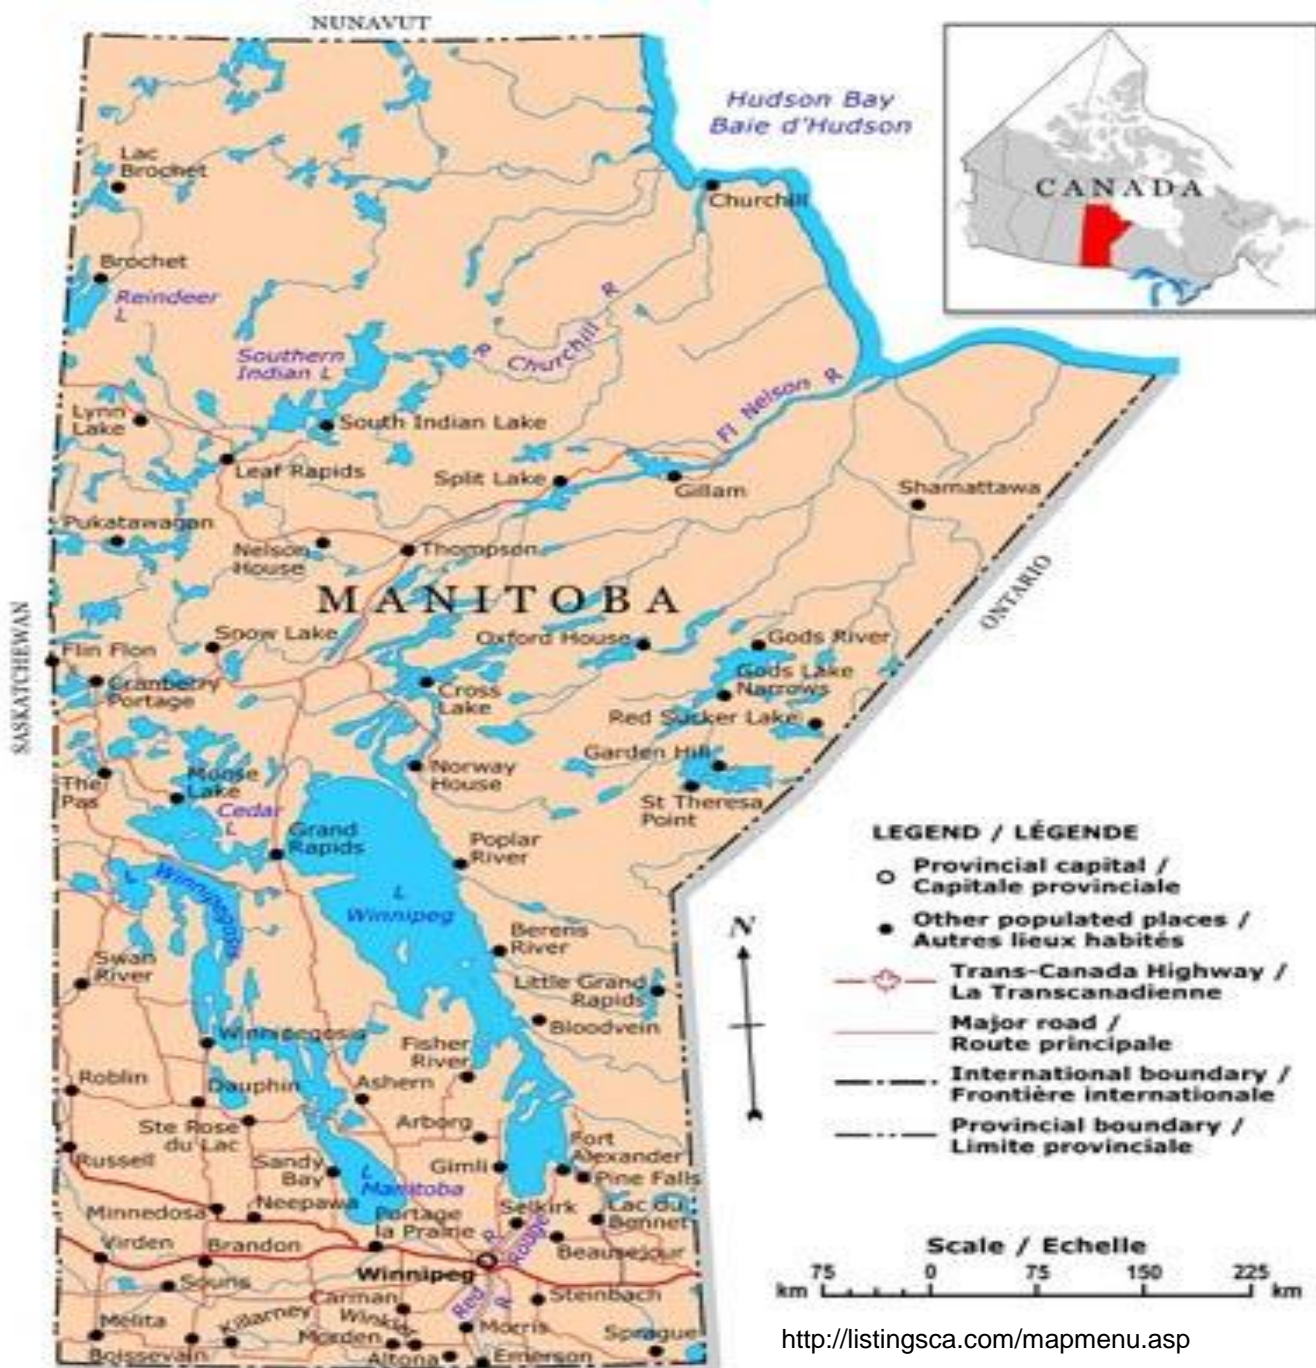 NUNAVUT
Hudson Bay
Baie d'Hudson
CANADA
Lac
Brochet
Churchill
Brochet
Reindeer
L
Southern
Indian L
R Churchill R
Fl Nelson R
Lynn
Lake
South Indian Lake
Leaf Rapids
Split Lake
Gillam
Shamattawa
Pukatawagan
Nelson
House
Thompson
MANITOBA
ONTARIO
SASKATCHEWAN
Snow Lake
Oxford House
Gods River
Flin Flon
Cranberry
Portage
Cross
Lake
Gods Lake
Narrows
Red Sucker Lake
Garden Hill
The
Pas
Moose
Lake
Norway
House
St Theresa
Point
Cedar
L
Grand
Rapids
Poplar
River
L Winnipegosis
L
Winnipeg
Berens
River
Swan
River
Little Grand
Rapids
Bloodvein
Winnipegosis
Fisher
River
Roblin
Dauphin
Ashern
Ste Rose
du Lac
Arborg
Fort
Alexander
Russell
Sandy
Bay
L
Manitoba
Gimli
Pine Falls
Minnedosa
Neepawa
Portage
la Prairie
Selkirk
Lac du
Bonnet
Virden
Brandon
R Rouge
Beausejour
Winnipeg
Souris
Carman
Red R
Steinbach
Melita
Killarney
Winkler
Morris
Sprague
Boissevain
Morden
Altona
Emerson
LEGEND / LÉGENDE
Provincial capital /
Capitale provinciale
Other populated places /
Autres lieux habités
Trans-Canada Highway /
La Transcanadienne
Major road /
Route principale
International boundary /
Frontière internationale
Provincial boundary /
Limite provinciale
N
Scale / Echelle
75 0 75 150 225
km km
http://listingsca.com/mapmenu.asp